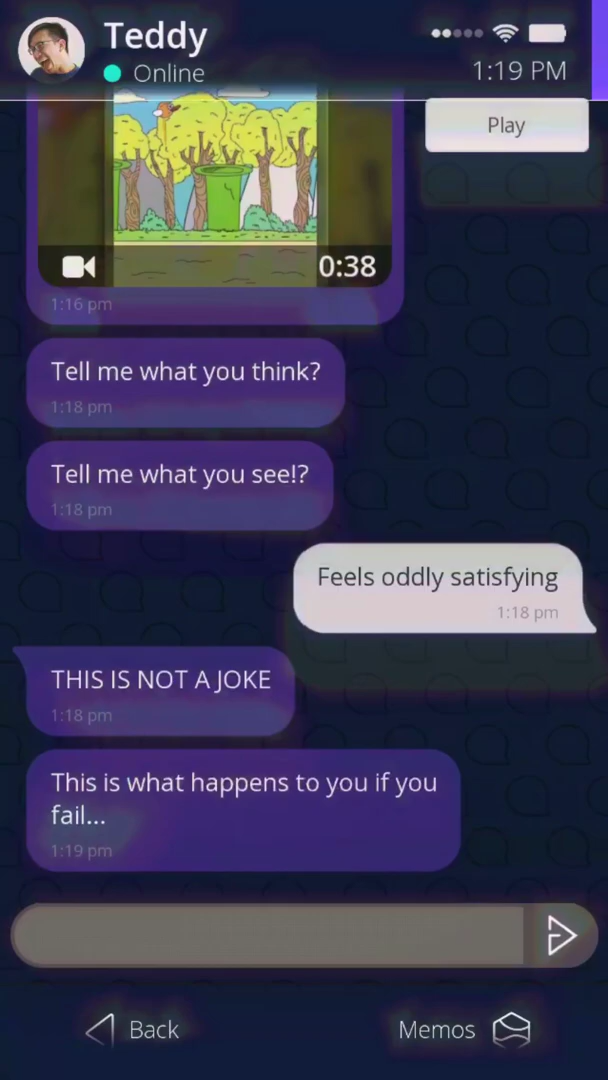 Teddy
Online
1:19 PM
Play
0:38
1:16 pm
Tell me what you think?
1:18 pm
Tell me what you see!?
1:18 pm
Feels oddly satisfying
1:18 pm
THIS IS NOT A JOKE
1:18 pm
This is what happens to you if you
fail...
1:19 pm
Back
Memos